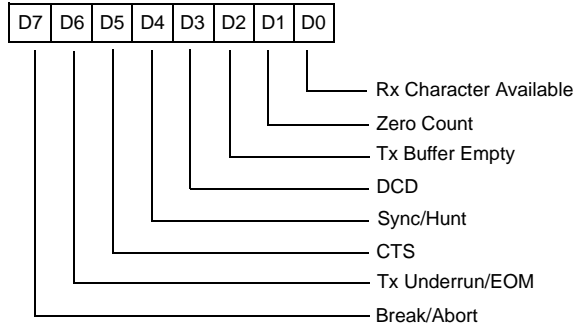 D7 D6 D5 D4 D3 D2 D1 D0
Rx Character Available
Zero Count
Tx Buffer Empty
DCD
Sync/Hunt
CTS
Tx Underrun/EOM
Break/Abort